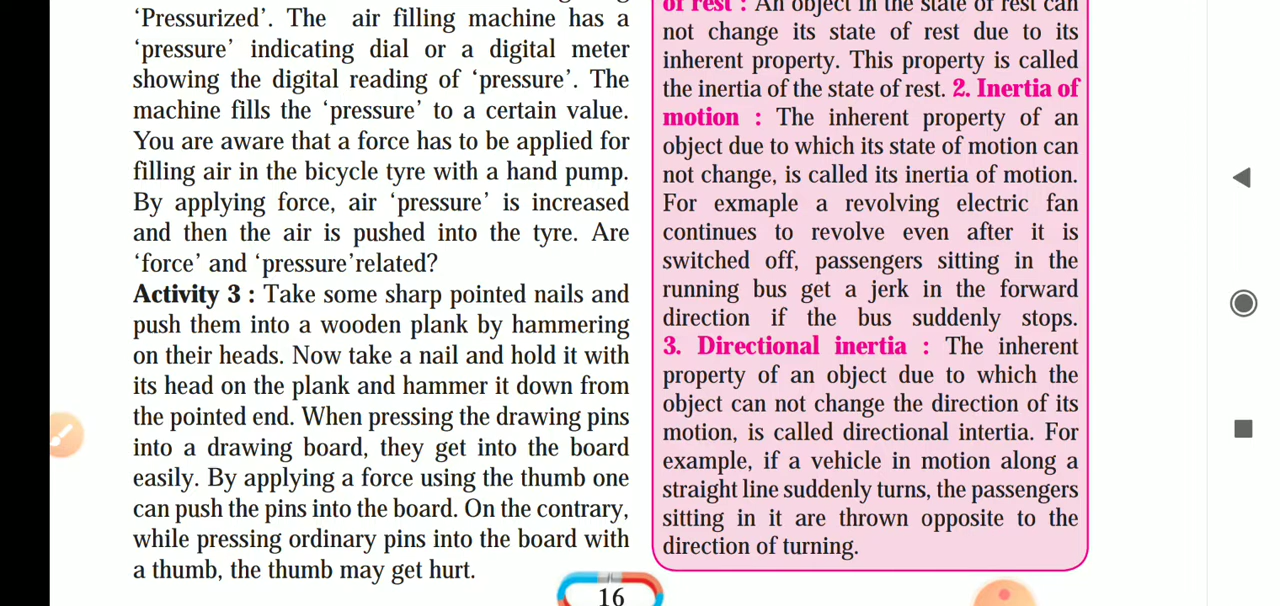 ‘Pressurized’. The air filling machine has a
‘pressure’ indicating dial or a digital meter
showing the digital reading of ‘pressure’. The
machine fills the ‘pressure’ to a certain value.
You are aware that a force has to be applied for
filling air in the bicycle tyre with a hand pump.
By applying force, air ‘pressure’ is increased
and then the air is pushed into the tyre. Are
‘force’ and ‘pressure’related?
Activity 3 : Take some sharp pointed nails and
push them into a wooden plank by hammering
on their heads. Now take a nail and hold it with
its head on the plank and hammer it down from
the pointed end. When pressing the drawing pins
into a drawing board, they get into the board
easily. By applying a force using the thumb one
can push the pins into the board. On the contrary,
while pressing ordinary pins into the board with
a thumb, the thumb may get hurt.
of rest : An object in the state of rest can
not change its state of rest due to its
inherent property. This property is called
the inertia of the state of rest. 2. Inertia of
motion : The inherent property of an
object due to which its state of motion can
not change, is called its inertia of motion.
For exmaple a revolving electric fan
continues to revolve even after it is
switched off, passengers sitting in the
running bus get a jerk in the forward
direction if the bus suddenly stops.
3. Directional inertia : The inherent
property of an object due to which the
object can not change the direction of its
motion, is called directional intertia. For
example, if a vehicle in motion along a
straight line suddenly turns, the passengers
sitting in it are thrown opposite to the
direction of turning.
16